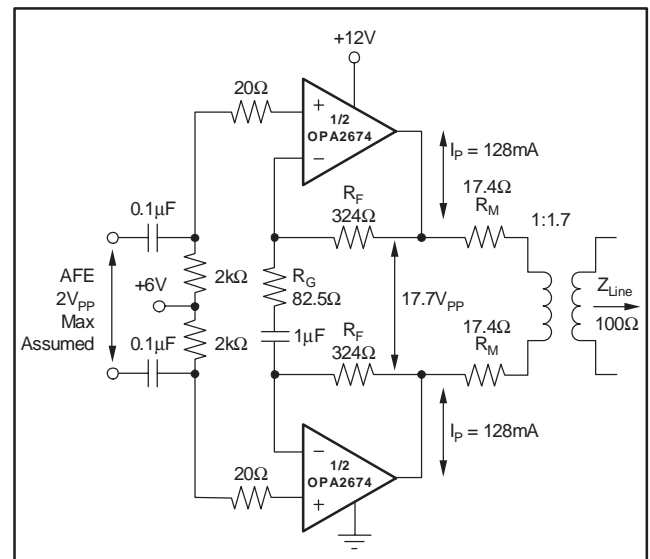 +12V
20Ω
+
1/2
OPA2674
−
I_P = 128mA
R_F
324Ω
17.4Ω
R_M
1:1.7
0.1μF
AFE
2V_PP
Max
Assumed
2kΩ
+6V
2kΩ
0.1μF
R_G
82.5Ω
1μF
17.7V_PP
Z_Line
100Ω
R_F
324Ω
17.4Ω
R_M
I_P = 128mA
−
1/2
OPA2674
+
20Ω